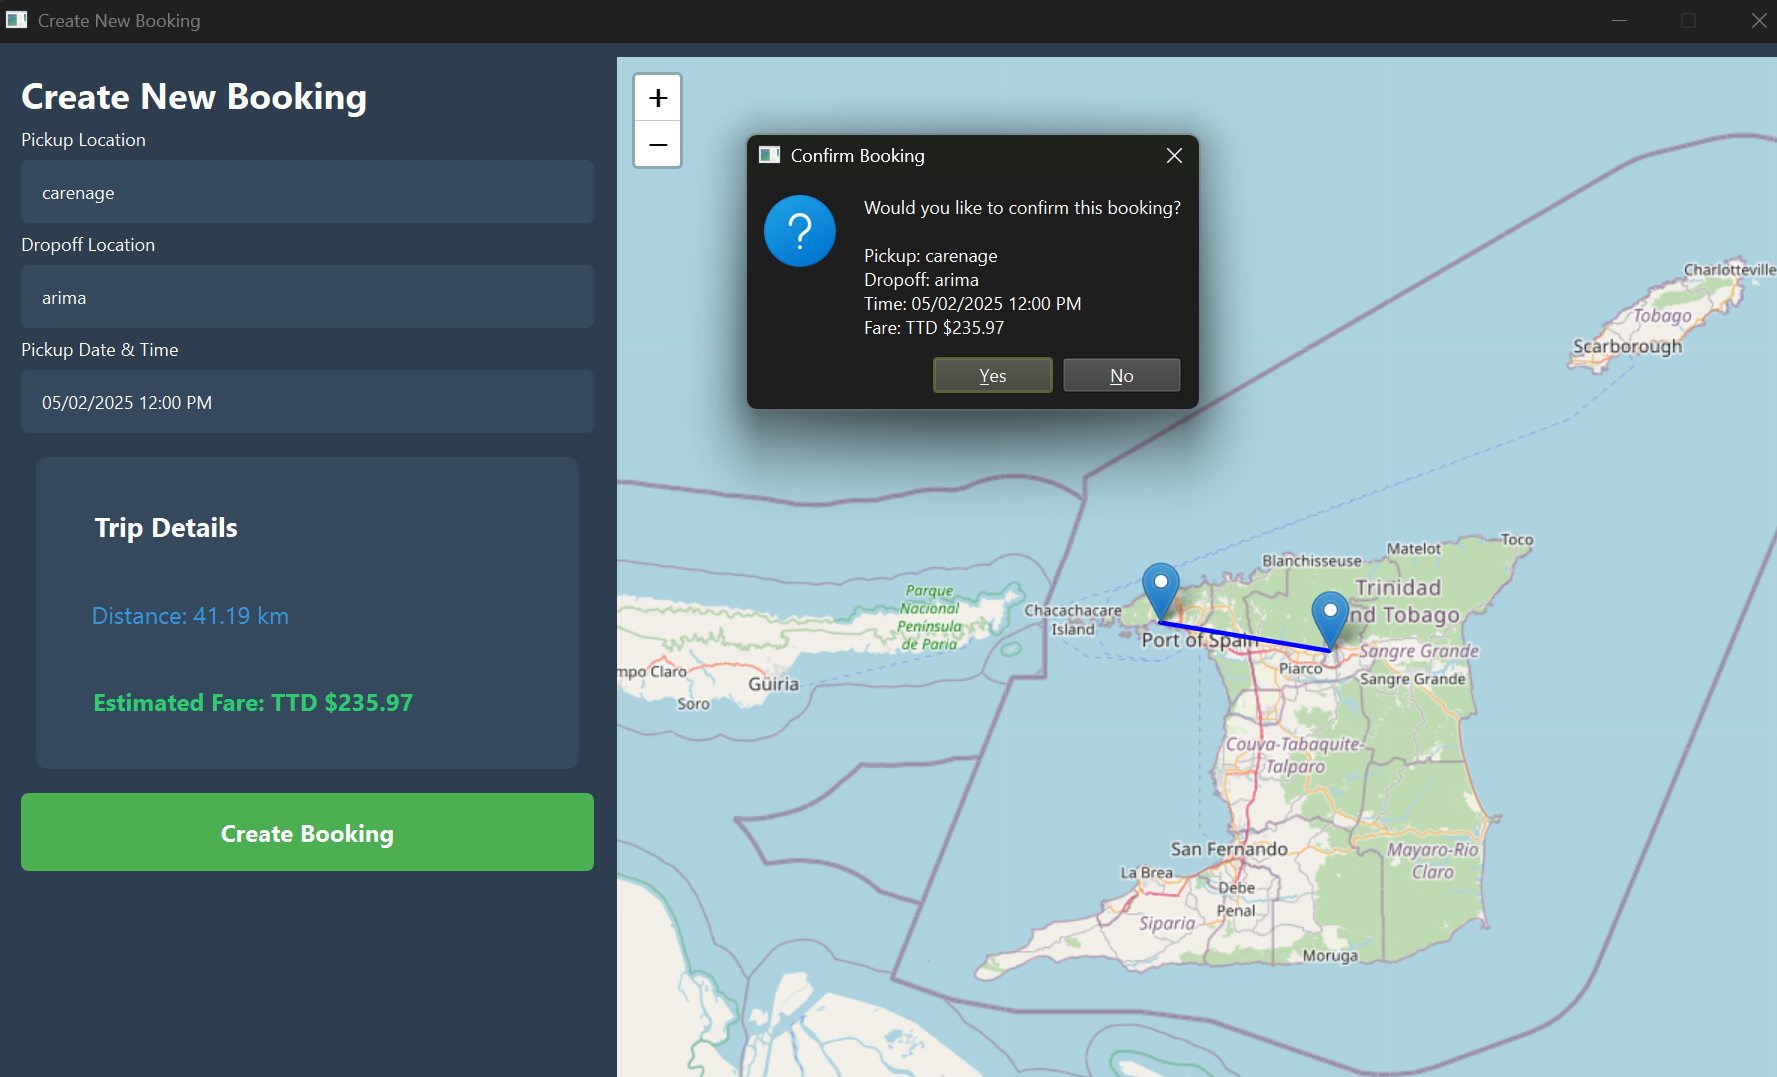 Create New Booking
Create New Booking
Pickup Location
carenage
Dropoff Location
arima
Pickup Date & Time
05/02/2025 12:00 PM
Trip Details
Distance: 41.19 km
Estimated Fare: TTD $235.97
Create Booking
+
−
Confirm Booking
?
Would you like to confirm this booking?
Pickup: carenage
Dropoff: arima
Time: 05/02/2025 12:00 PM
Fare: TTD $235.97
Yes
No
Charlotteville
Tobago
Scarborough
Toco
Matelot
Blanchisseuse
Trinidad
nd Tobago
Parque
Nacional
Península
de Paria
Chacachacare
Island
Port of Spain
Sangre Grande
Piarco
Sangre Grande
mpo Claro
Güiria
Soro
Couva-Tabaquite-
Talparo
San Fernando
Mayaro-Rio
Claro
La Brea
Debe
Penal
Siparia
Moruga